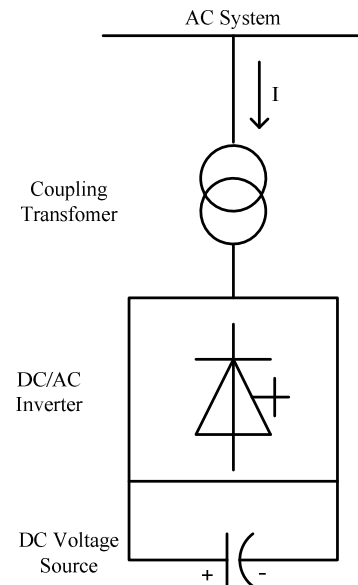 AC System
I
Coupling
Transfomer
DC/AC
Inverter
DC Voltage
Source
+ -